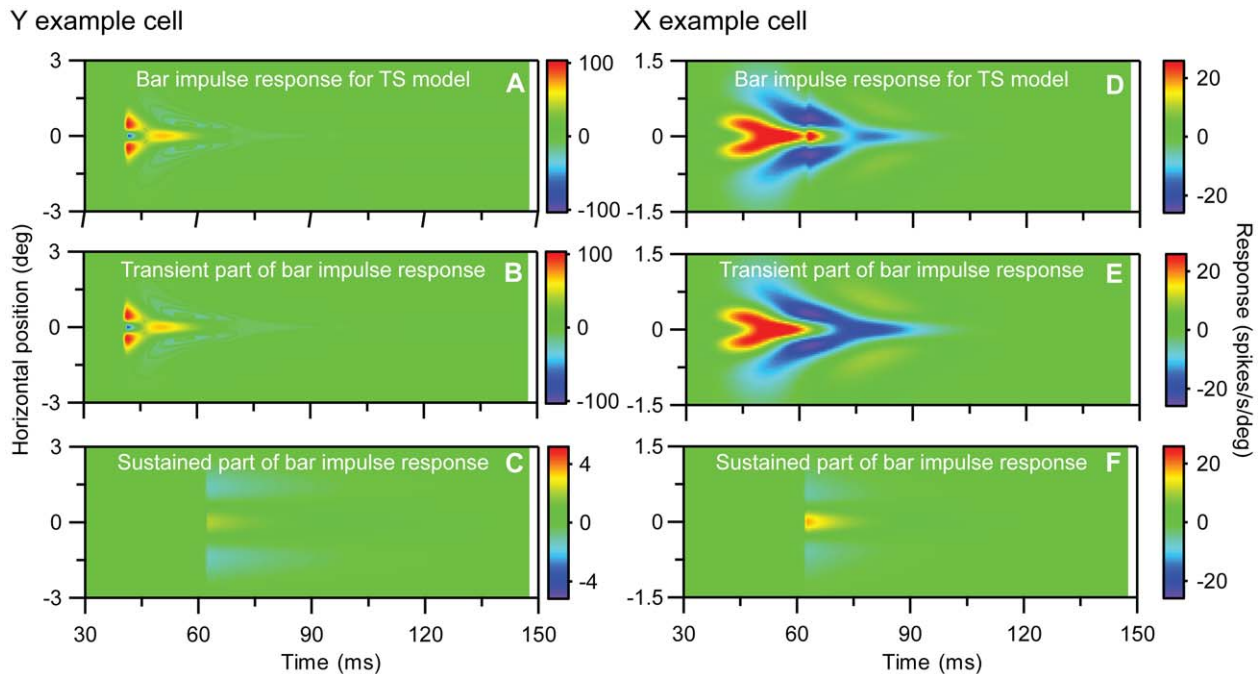 Y example cell
X example cell
Bar impulse response for TS model
A
3
0
-3
100
0
-100
Transient part of bar impulse response
B
3
0
-3
100
0
-100
Sustained part of bar impulse response
C
3
0
-3
4
2
0
-4
30
60
90
120
150
Time (ms)
Horizontal position (deg)
Bar impulse response for TS model
D
1.5
0
-1.5
20
0
-20
Transient part of bar impulse response
E
1.5
0
-1.5
20
0
-20
Sustained part of bar impulse response
F
1.5
0
-1.5
20
0
-20
30
60
90
120
150
Time (ms)
Response (spikes/s/deg)